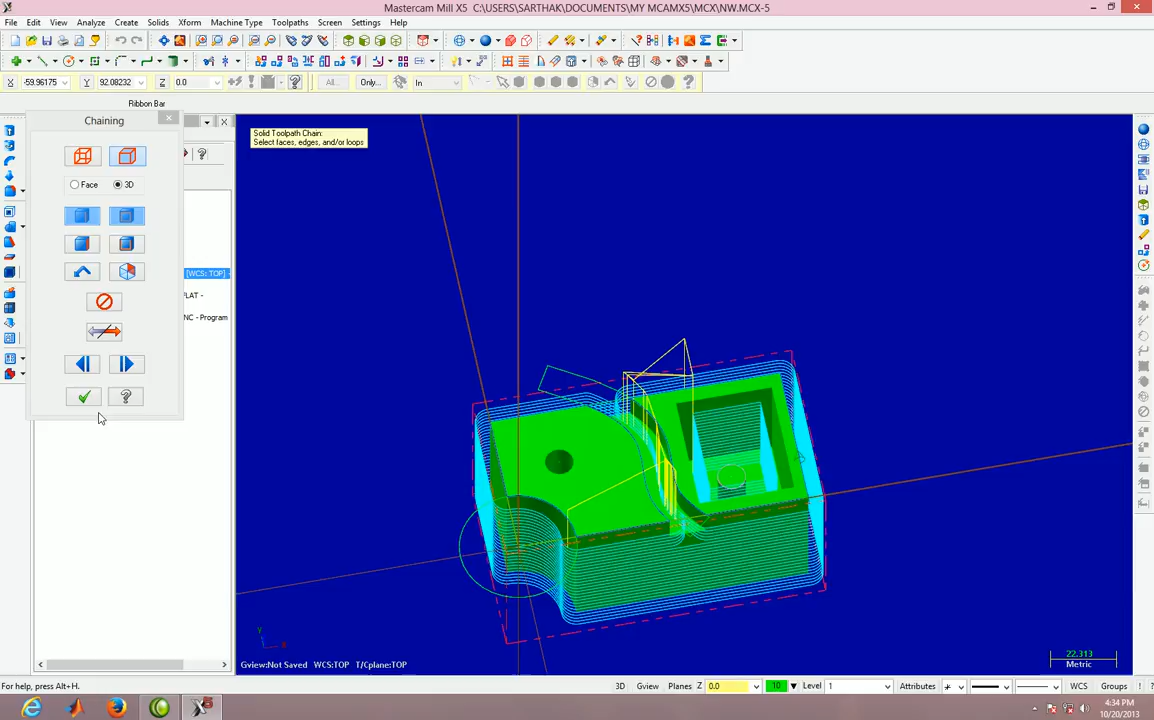 Mastercam Mill X5 C:\USERS\SARTHAK\DOCUMENTS\MY MCAMX5\MCX\NW.MCX-5
File Edit View Analyze Create Solids Xform Machine Type Toolpaths Screen Settings Help
X -59.96175 Y 92.08232 Z 0.0 All... Only... In
Ribbon Bar
Chaining
Solid Toolpath Chain:
Select faces, edges, and/or loops
Face 3D
[WCS: TOP] -
LAT -
NC - Program
Y
Gview:Not Saved WCS:TOP T/Cplane:TOP
22.313
Metric
For help, press Alt+H.
3D Gview Planes Z 0.0 10 Level 1 Attributes WCS Groups ! ?
4:34 PM
10/20/2013